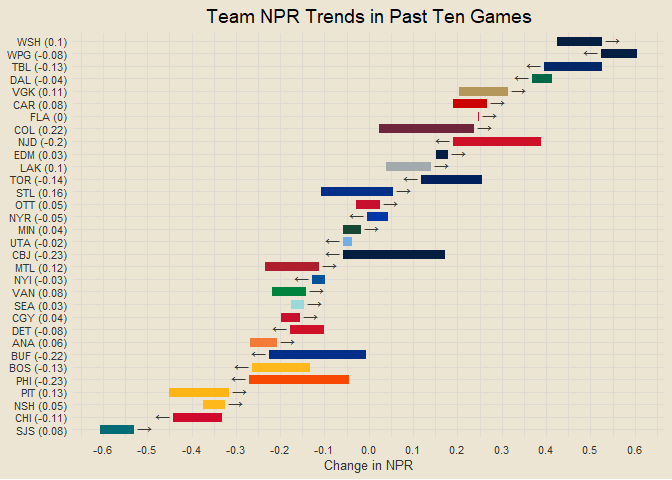 Team NPR Trends in Past Ten Games
WSH (0.1)
WPG (-0.08)
TBL (-0.13)
DAL (-0.04)
VGK (0.11)
CAR (0.08)
FLA (0)
COL (0.22)
NJD (-0.2)
EDM (0.03)
LAK (0.1)
TOR (-0.14)
STL (0.16)
OTT (0.05)
NYR (-0.05)
MIN (0.04)
UTA (-0.02)
CBJ (-0.23)
MTL (0.12)
NYI (-0.03)
VAN (0.08)
SEA (0.03)
CGY (0.04)
DET (-0.08)
ANA (0.06)
BUF (-0.22)
BOS (-0.13)
PHI (-0.23)
PIT (0.13)
NSH (0.05)
CHI (-0.11)
SJS (0.08)
-0.6 -0.5 -0.4 -0.3 -0.2 -0.1 0.0 0.1 0.2 0.3 0.4 0.5 0.6
Change in NPR